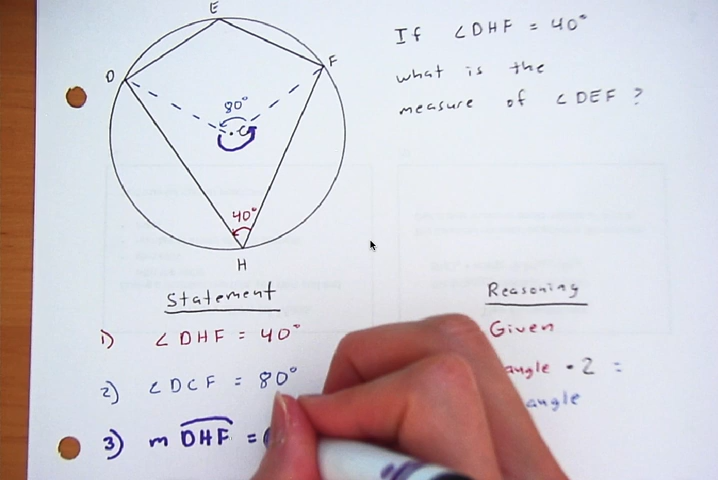 E
If ∠DHF = 40°
F
D
what is the
80°
measure of ∠DEF ?
C
40°
H
Statement
Reasoning
1) ∠DHF = 40°
Given
2) ∠DCF = 80°
angle • 2 =
angle
3) m DHF =